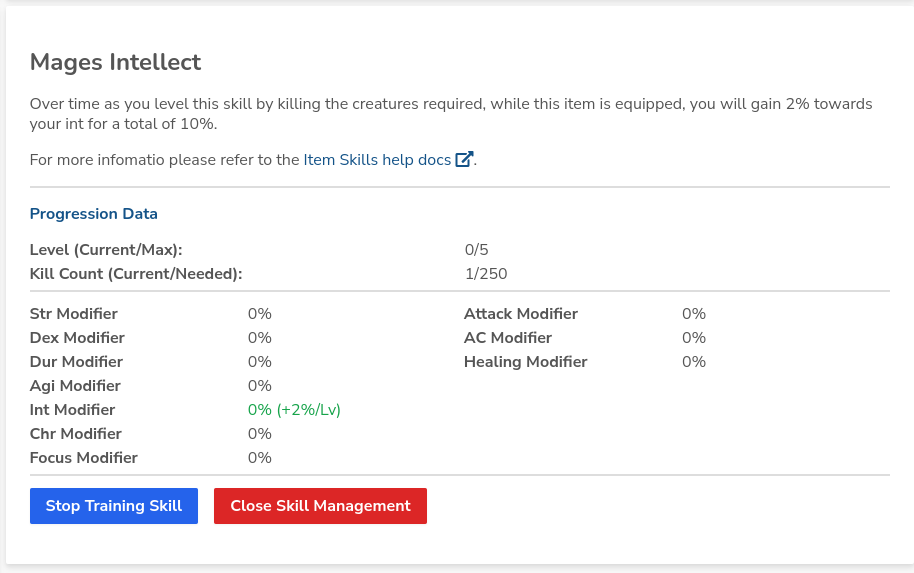 Mages Intellect
Over time as you level this skill by killing the creatures required, while this item is equipped, you will gain 2% towards
your int for a total of 10%.
For more infomatio please refer to the Item Skills help docs.
Progression Data
Level (Current/Max): 0/5
Kill Count (Current/Needed): 1/250
Str Modifier 0% Attack Modifier 0%
Dex Modifier 0% AC Modifier 0%
Dur Modifier 0% Healing Modifier 0%
Agi Modifier 0%
Int Modifier 0% (+2%/Lv)
Chr Modifier 0%
Focus Modifier 0%
Stop Training Skill Close Skill Management